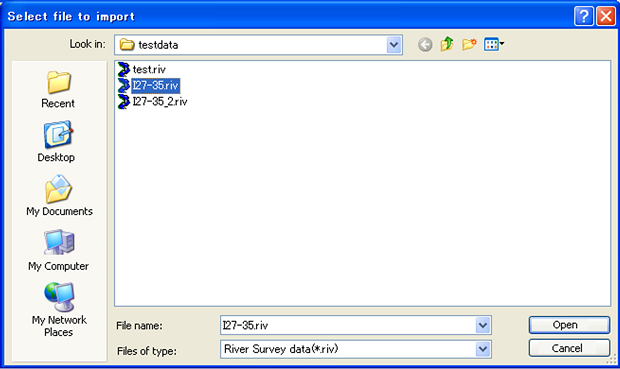 Select file to import
Look in: testdata
test.riv
I27-35.riv
I27-35_2.riv
Recent
Desktop
My Documents
My Computer
My Network
Places
File name: I27-35.riv Open
Files of type: River Survey data(*.riv) Cancel